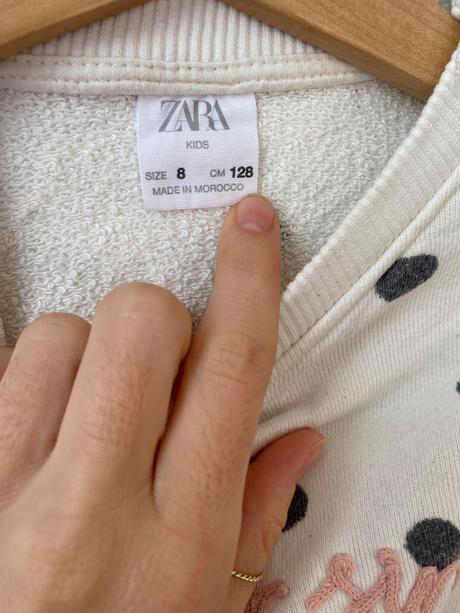 ZARA
KIDS
SIZE 8 CM 128
MADE IN MOROCCO